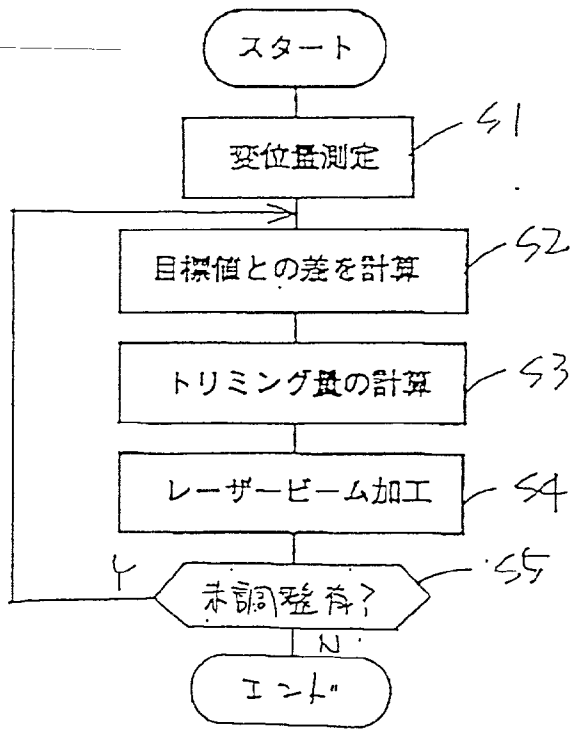 スタート
S1
変位量測定
S2
目標値との差を計算
S3
トリミング量の計算
S4
レーザービーム加工
S5
Y
未調整有?
N
エンド